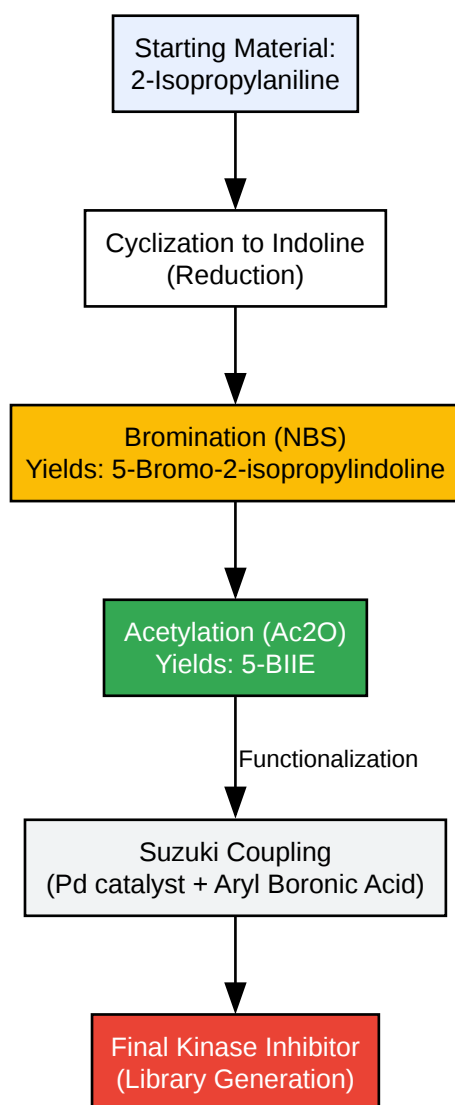 Starting Material:
2-Isopropylaniline
Cyclization to Indoline
(Reduction)
Bromination (NBS)
Yields: 5-Bromo-2-isopropylindoline
Acetylation (Ac2O)
Yields: 5-BIIE
Functionalization
Suzuki Coupling
(Pd catalyst + Aryl Boronic Acid)
Final Kinase Inhibitor
(Library Generation)